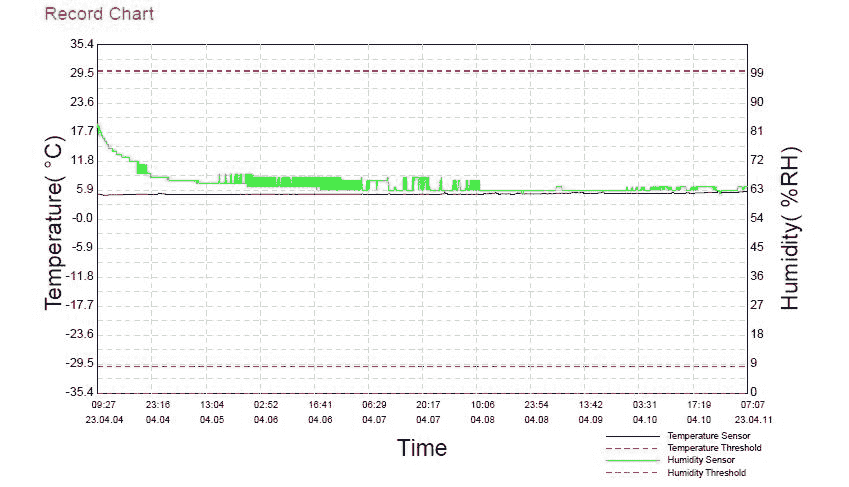 Record Chart
Temperature( °C)
35.4
29.5
23.6
17.7
11.8
5.9
-0.0
-5.9
-11.8
-17.7
-23.6
-29.5
-35.4
99
90
81
72
63
54
45
36
27
18
9
0
Humidity( %RH)
09:27 23:16 13:04 02:52 16:41 06:29 20:17 10:06 23:54 13:42 03:31 17:19 07:07
23.04.04 04.04 04.05 04.06 04.06 04.07 04.07 04.08 04.08 04.09 04.10 04.10 23.04.11
Time
Temperature Sensor
Temperature Threshold
Humidity Sensor
Humidity Threshold